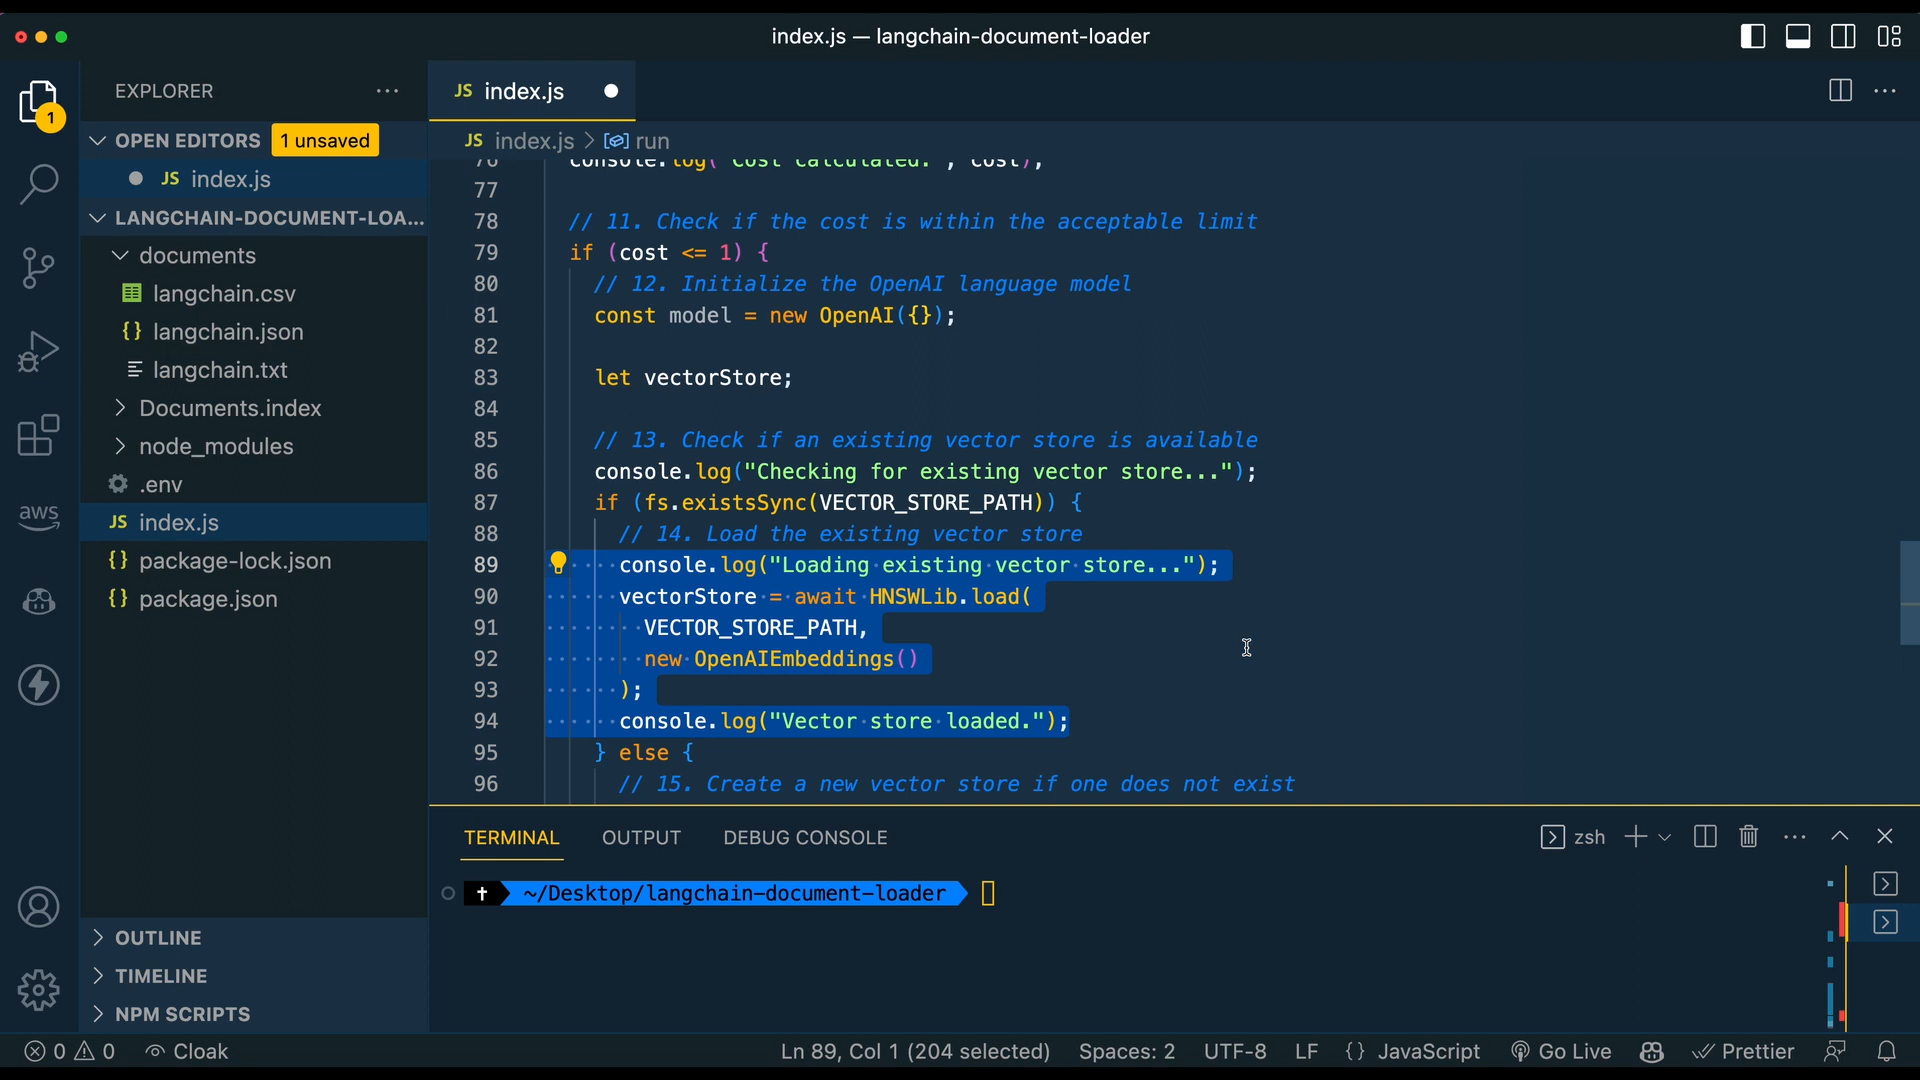 index.js — langchain-document-loader
EXPLORER
1
OPEN EDITORS
1 unsaved
JS index.js
LANGCHAIN-DOCUMENT-LOA...
documents
langchain.csv
{} langchain.json
langchain.txt
Documents.index
node_modules
.env
JS index.js
{} package-lock.json
{} package.json
aws
OUTLINE
TIMELINE
NPM SCRIPTS
JS index.js
JS index.js > run
76 console.log("Cost calculated:", cost);
77
78 // 11. Check if the cost is within the acceptable limit
79 if (cost <= 1) {
80 // 12. Initialize the OpenAI language model
81 const model = new OpenAI({});
82
83 let vectorStore;
84
85 // 13. Check if an existing vector store is available
86 console.log("Checking for existing vector store...");
87 if (fs.existsSync(VECTOR_STORE_PATH)) {
88 // 14. Load the existing vector store
89 console.log("Loading existing vector store...");
90 vectorStore = await HNSWLib.load(
91 VECTOR_STORE_PATH,
92 new OpenAIEmbeddings()
93 );
94 console.log("Vector store loaded.");
95 } else {
96 // 15. Create a new vector store if one does not exist
TERMINAL OUTPUT DEBUG CONSOLE
zsh
~/Desktop/langchain-document-loader
0 0 Cloak
Ln 89, Col 1 (204 selected) Spaces: 2 UTF-8 LF {} JavaScript Go Live Prettier